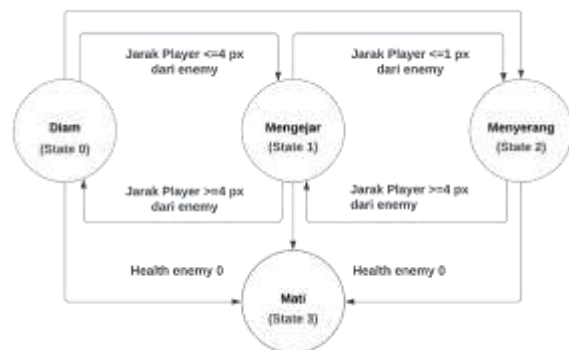 Jarak Player <=4 px
dari enemy
Jarak Player <=1 px
dari enemy
Diam
(State 0)
Mengejar
(State 1)
Menyerang
(State 2)
Jarak Player >=4 px
dari enemy
Jarak Player >=4 px
dari enemy
Health enemy 0
Health enemy 0
Mati
(State 3)